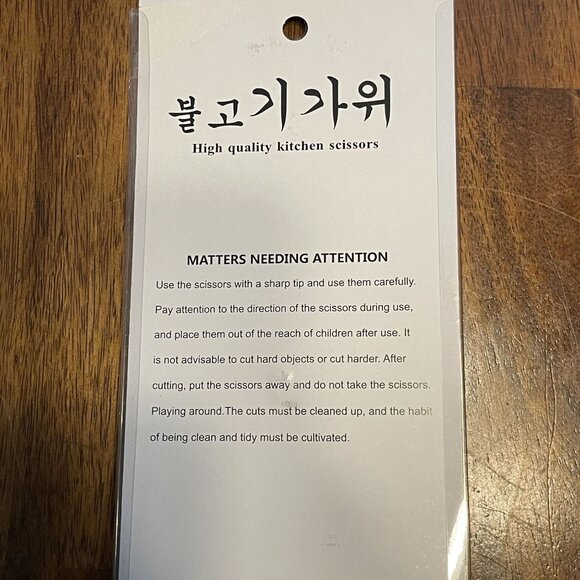 불고기가위
High quality kitchen scissors
MATTERS NEEDING ATTENTION
Use the scissors with a sharp tip and use them carefully.
Pay attention to the direction of the scissors during use,
and place them out of the reach of children after use. It
is not advisable to cut hard objects or cut harder. After
cutting, put the scissors away and do not take the scissors.
Playing around.The cuts must be cleaned up, and the habit
of being clean and tidy must be cultivated.